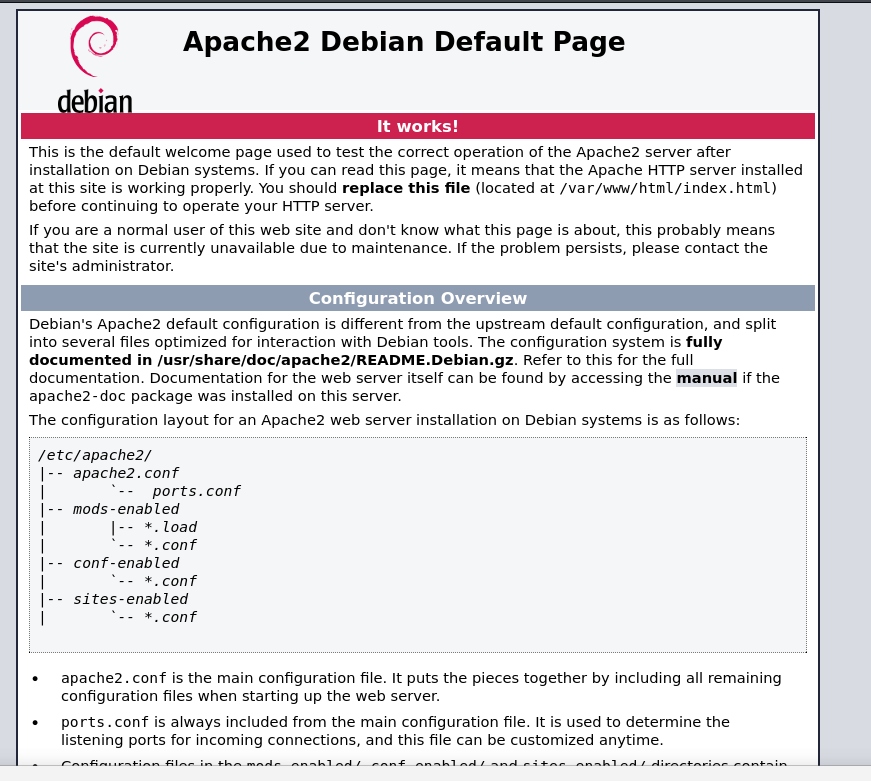 debian
Apache2 Debian Default Page
It works!
This is the default welcome page used to test the correct operation of the Apache2 server after
installation on Debian systems. If you can read this page, it means that the Apache HTTP server installed
at this site is working properly. You should replace this file (located at /var/www/html/index.html)
before continuing to operate your HTTP server.
If you are a normal user of this web site and don't know what this page is about, this probably means
that the site is currently unavailable due to maintenance. If the problem persists, please contact the
site's administrator.
Configuration Overview
Debian's Apache2 default configuration is different from the upstream default configuration, and split
into several files optimized for interaction with Debian tools. The configuration system is fully
documented in /usr/share/doc/apache2/README.Debian.gz. Refer to this for the full
documentation. Documentation for the web server itself can be found by accessing the manual if the
apache2-doc package was installed on this server.
The configuration layout for an Apache2 web server installation on Debian systems is as follows:
/etc/apache2/
|-- apache2.conf
|       `--  ports.conf
|-- mods-enabled
|       |-- *.load
|       `-- *.conf
|-- conf-enabled
|       `-- *.conf
|-- sites-enabled
|       `-- *.conf
• apache2.conf is the main configuration file. It puts the pieces together by including all remaining
configuration files when starting up the web server.
• ports.conf is always included from the main configuration file. It is used to determine the
listening ports for incoming connections, and this file can be customized anytime.
• Configuration files in the mods-enabled/, conf-enabled/ and sites-enabled/ directories contain